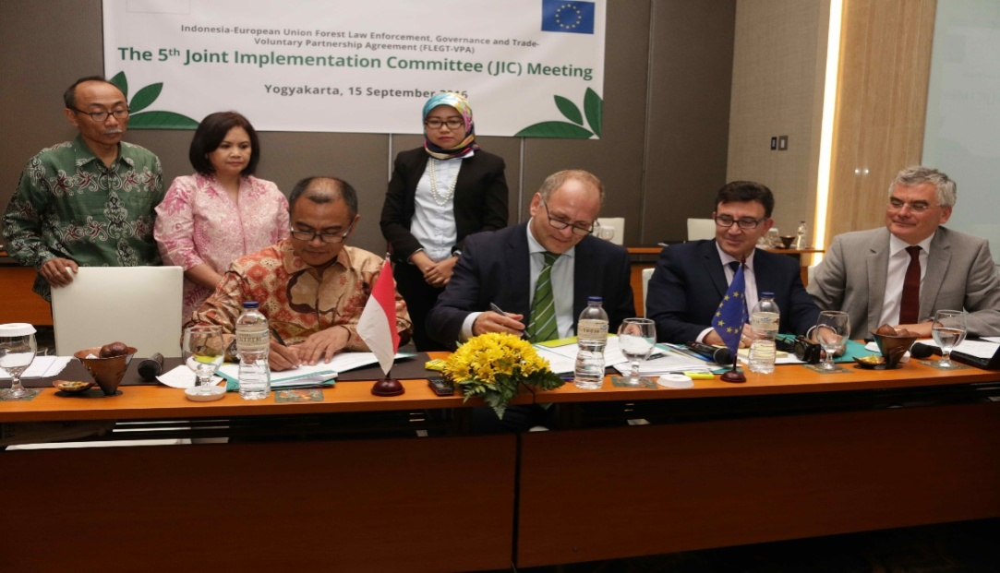 Indonesia-European Union Forest Law Enforcement, Governance and Trade-
Voluntary Partnership Agreement (FLEGT-VPA)
The 5th Joint Implementation Committee (JIC) Meeting
Yogyakarta, 15 September 2016